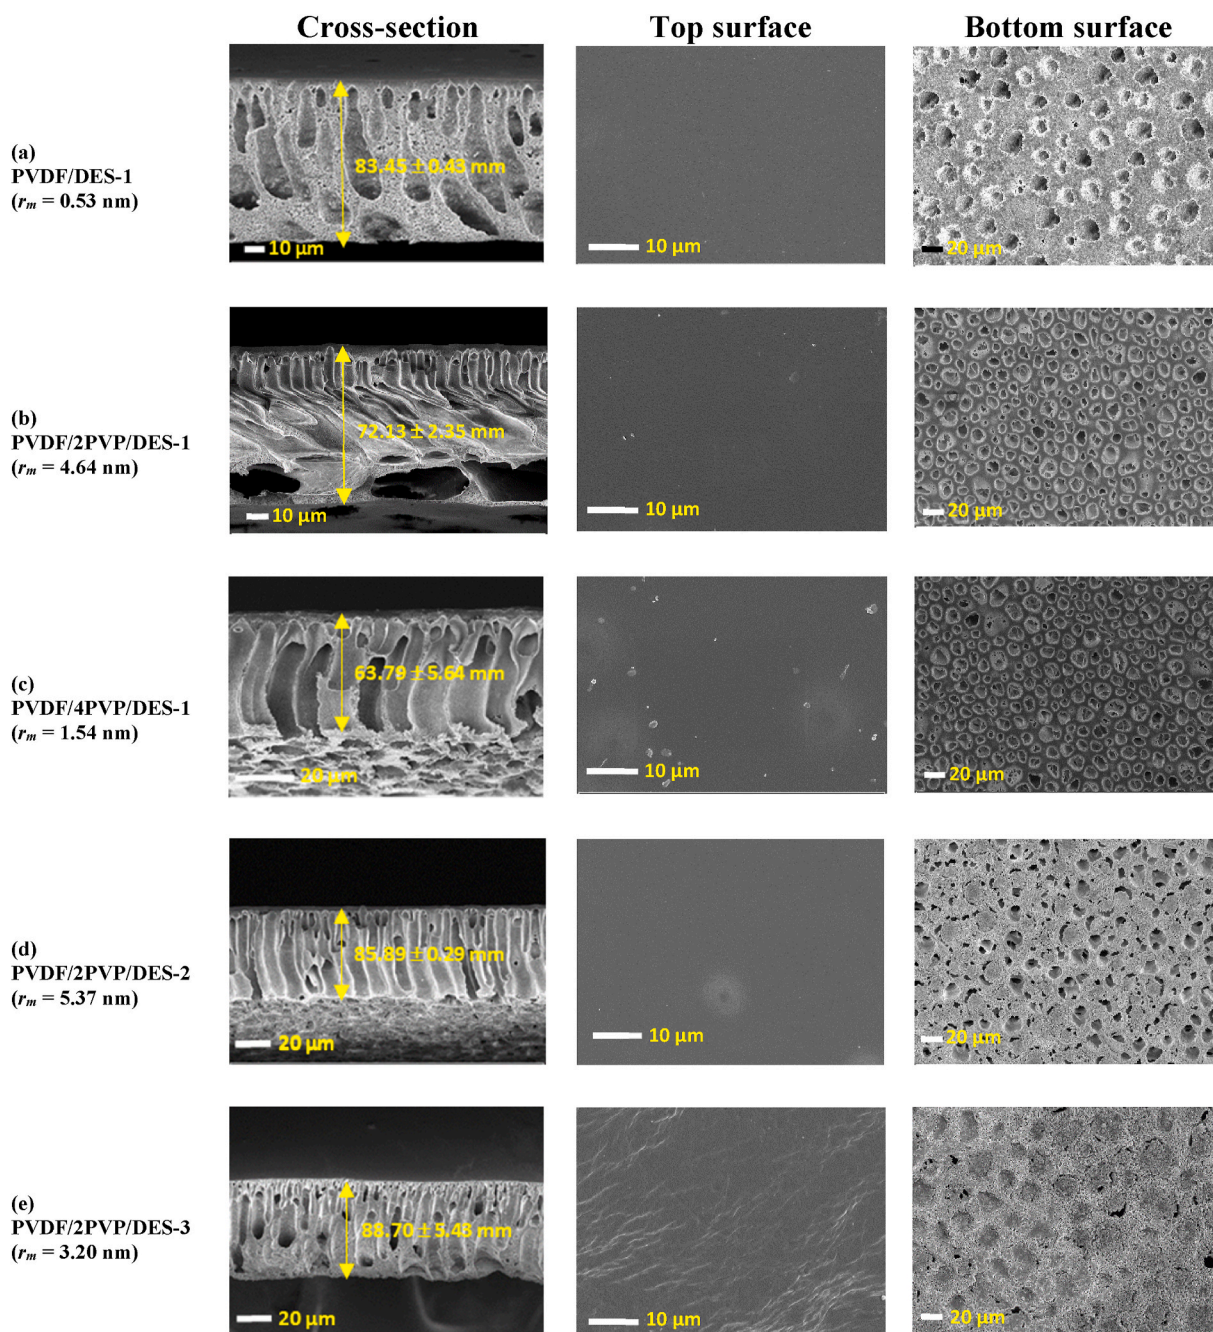 Cross-section Top surface Bottom surface
(a)
PVDF/DES-1
(rₘ = 0.53 nm)
83.45 ± 0.43 mm
10 μm
10 μm
20 μm
(b)
PVDF/2PVP/DES-1
(rₘ = 4.64 nm)
72.13 ± 2.35 mm
10 μm
10 μm
20 μm
(c)
PVDF/4PVP/DES-1
(rₘ = 1.54 nm)
63.79 ± 5.64 mm
20 μm
10 μm
20 μm
(d)
PVDF/2PVP/DES-2
(rₘ = 5.37 nm)
85.89 ± 0.29 mm
20 μm
10 μm
20 μm
(e)
PVDF/2PVP/DES-3
(rₘ = 3.20 nm)
88.70 ± 5.48 mm
20 μm
10 μm
20 μm